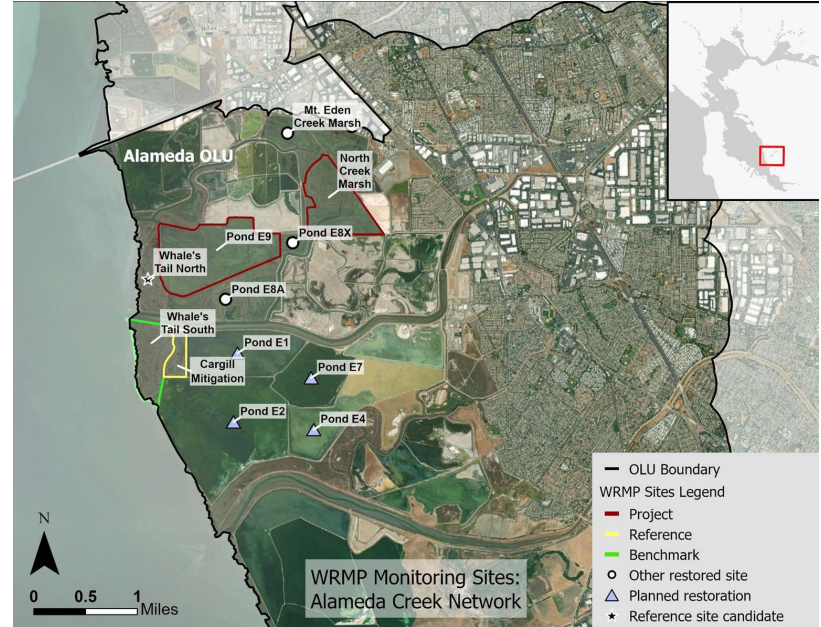 Mt. Eden
Creek Marsh
Alameda OLU
North
Creek
Marsh
Pond E9
Pond E8X
Whale's
Tail North
Pond E8A
Whale's
Tail South
Pond E1
Cargill
Mitigation
Pond E7
Pond E2
Pond E4
OLU Boundary
WRMP Sites Legend
Project
Reference
Benchmark
Other restored site
Planned restoration
Reference site candidate
N
0 0.5 1
Miles
WRMP Monitoring Sites:
Alameda Creek Network